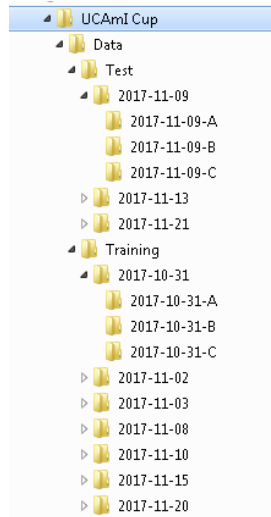 UCAmI Cup
Data
Test
2017-11-09
2017-11-09-A
2017-11-09-B
2017-11-09-C
2017-11-13
2017-11-21
Training
2017-10-31
2017-10-31-A
2017-10-31-B
2017-10-31-C
2017-11-02
2017-11-03
2017-11-08
2017-11-10
2017-11-15
2017-11-20